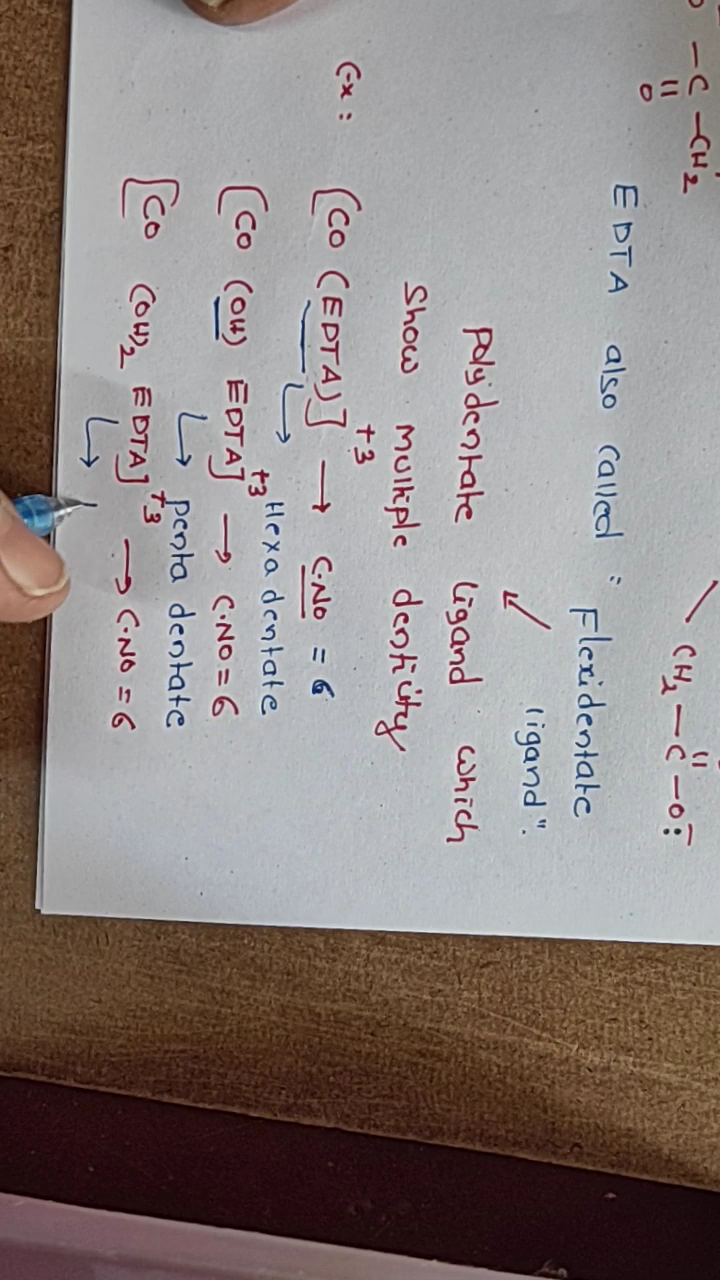 O – C – CH2
||
O
CH2 – C – O:
||
EDTA also called : Flexidentate
ligand".
polydentate ligand which
Show multiple denticity
Ex : [CO (EDTA)]+3 → C.NO = 6
Hexa dentate
[CO (OH) EDTA]+3 → C.NO = 6
penta dentate
[CO (OH)2 EDTA]+3 → C.NO = 6